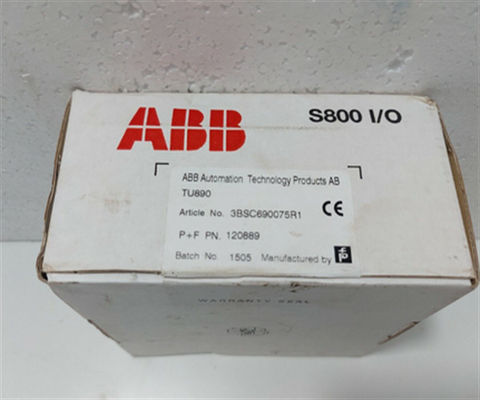 ABB
S800 I/O
ABB Automation Technology Products AB
TU890
Article No. 3BSC690075R1
CE
P+F PN. 120889
Batch No. 1505 Manufactured by
WARRANTY SEAL